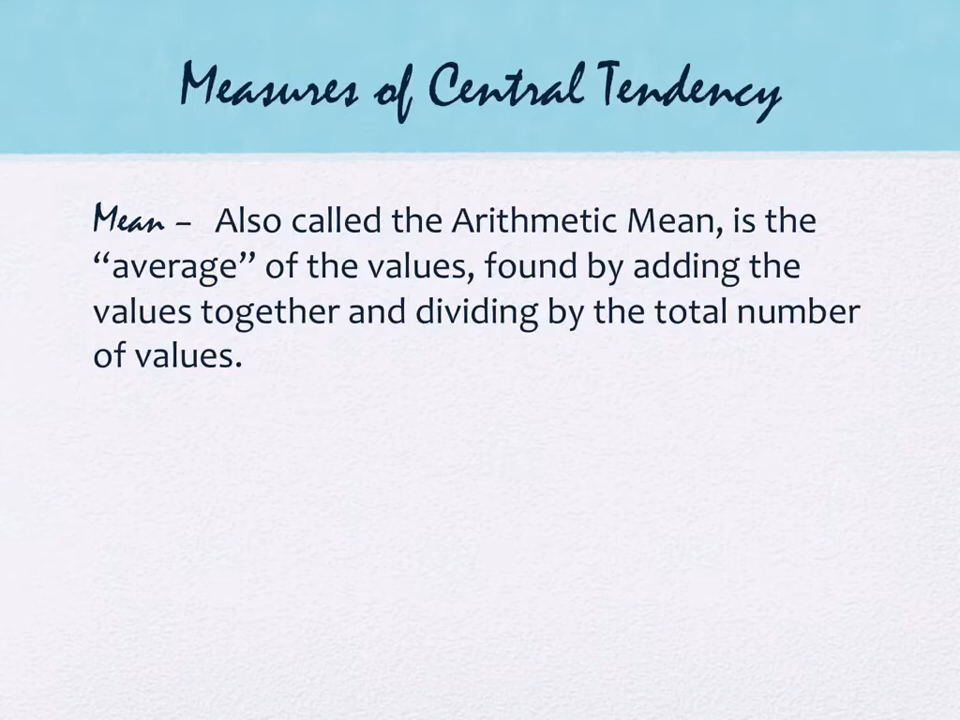 Measures of Central Tendency
Mean – Also called the Arithmetic Mean, is the
“average” of the values, found by adding the
values together and dividing by the total number
of values.